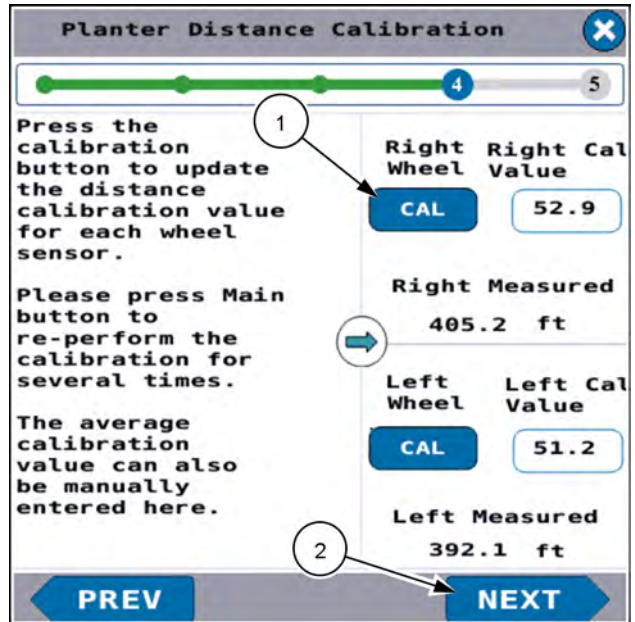 Planter Distance Calibration
4
5
Press the
calibration
button to update
the distance
calibration value
for each wheel
sensor.
Please press Main
button to
re-perform the
calibration for
several times.
The average
calibration
value can also
be manually
entered here.
1
Right Wheel
Right Cal Value
CAL
52.9
Right Measured
405.2 ft
Left Wheel
Left Cal Value
CAL
51.2
Left Measured
392.1 ft
2
PREV
NEXT